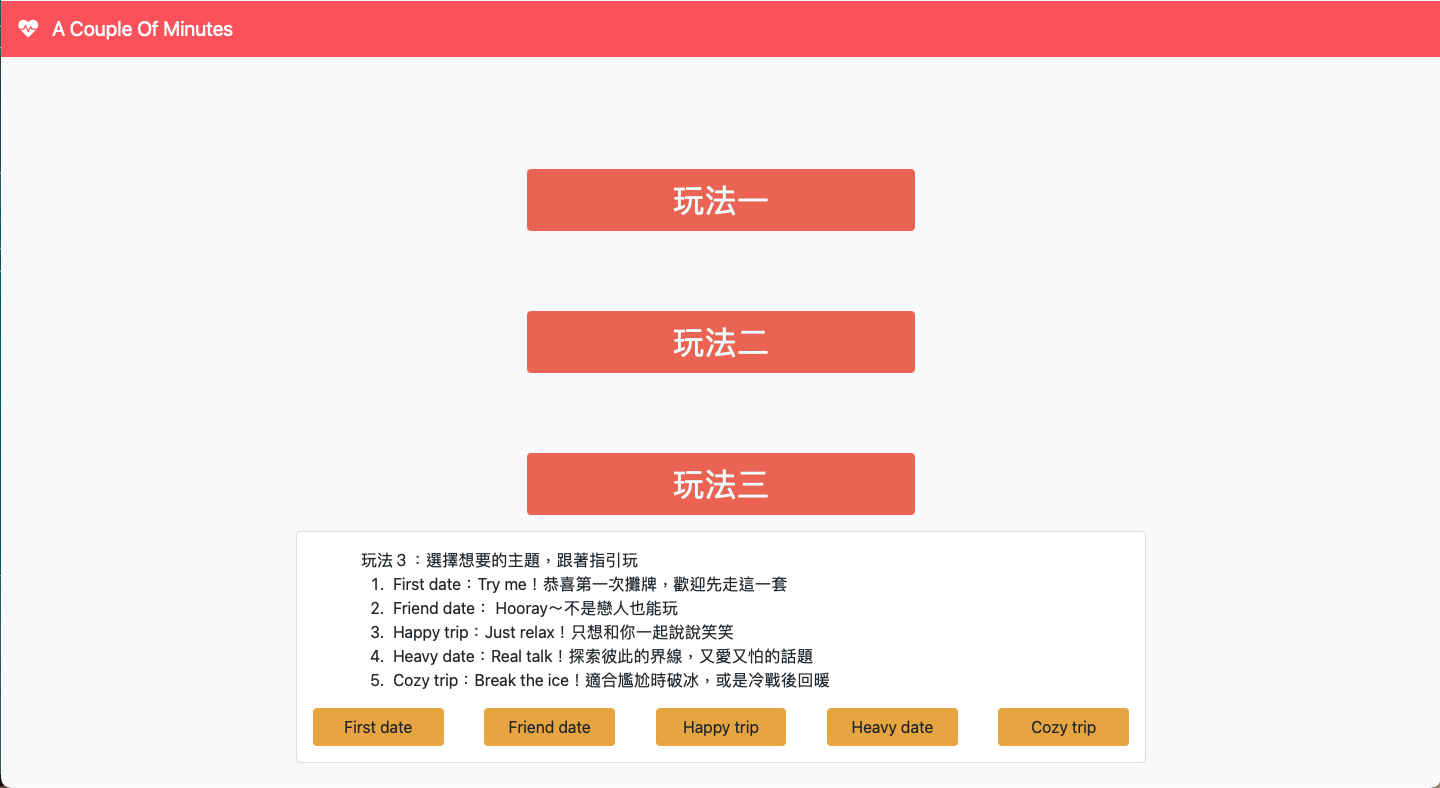 A Couple Of Minutes
玩法一
玩法二
玩法三
玩法３：選擇想要的主題，跟著指引玩
1. First date：Try me！恭喜第一次攤牌，歡迎先走這一套
2. Friend date： Hooray～不是戀人也能玩
3. Happy trip：Just relax！只想和你一起說說笑笑
4. Heavy date：Real talk！探索彼此的界線，又愛又怕的話題
5. Cozy trip：Break the ice！適合尷尬時破冰，或是冷戰後回暖
First date Friend date Happy trip Heavy date Cozy trip